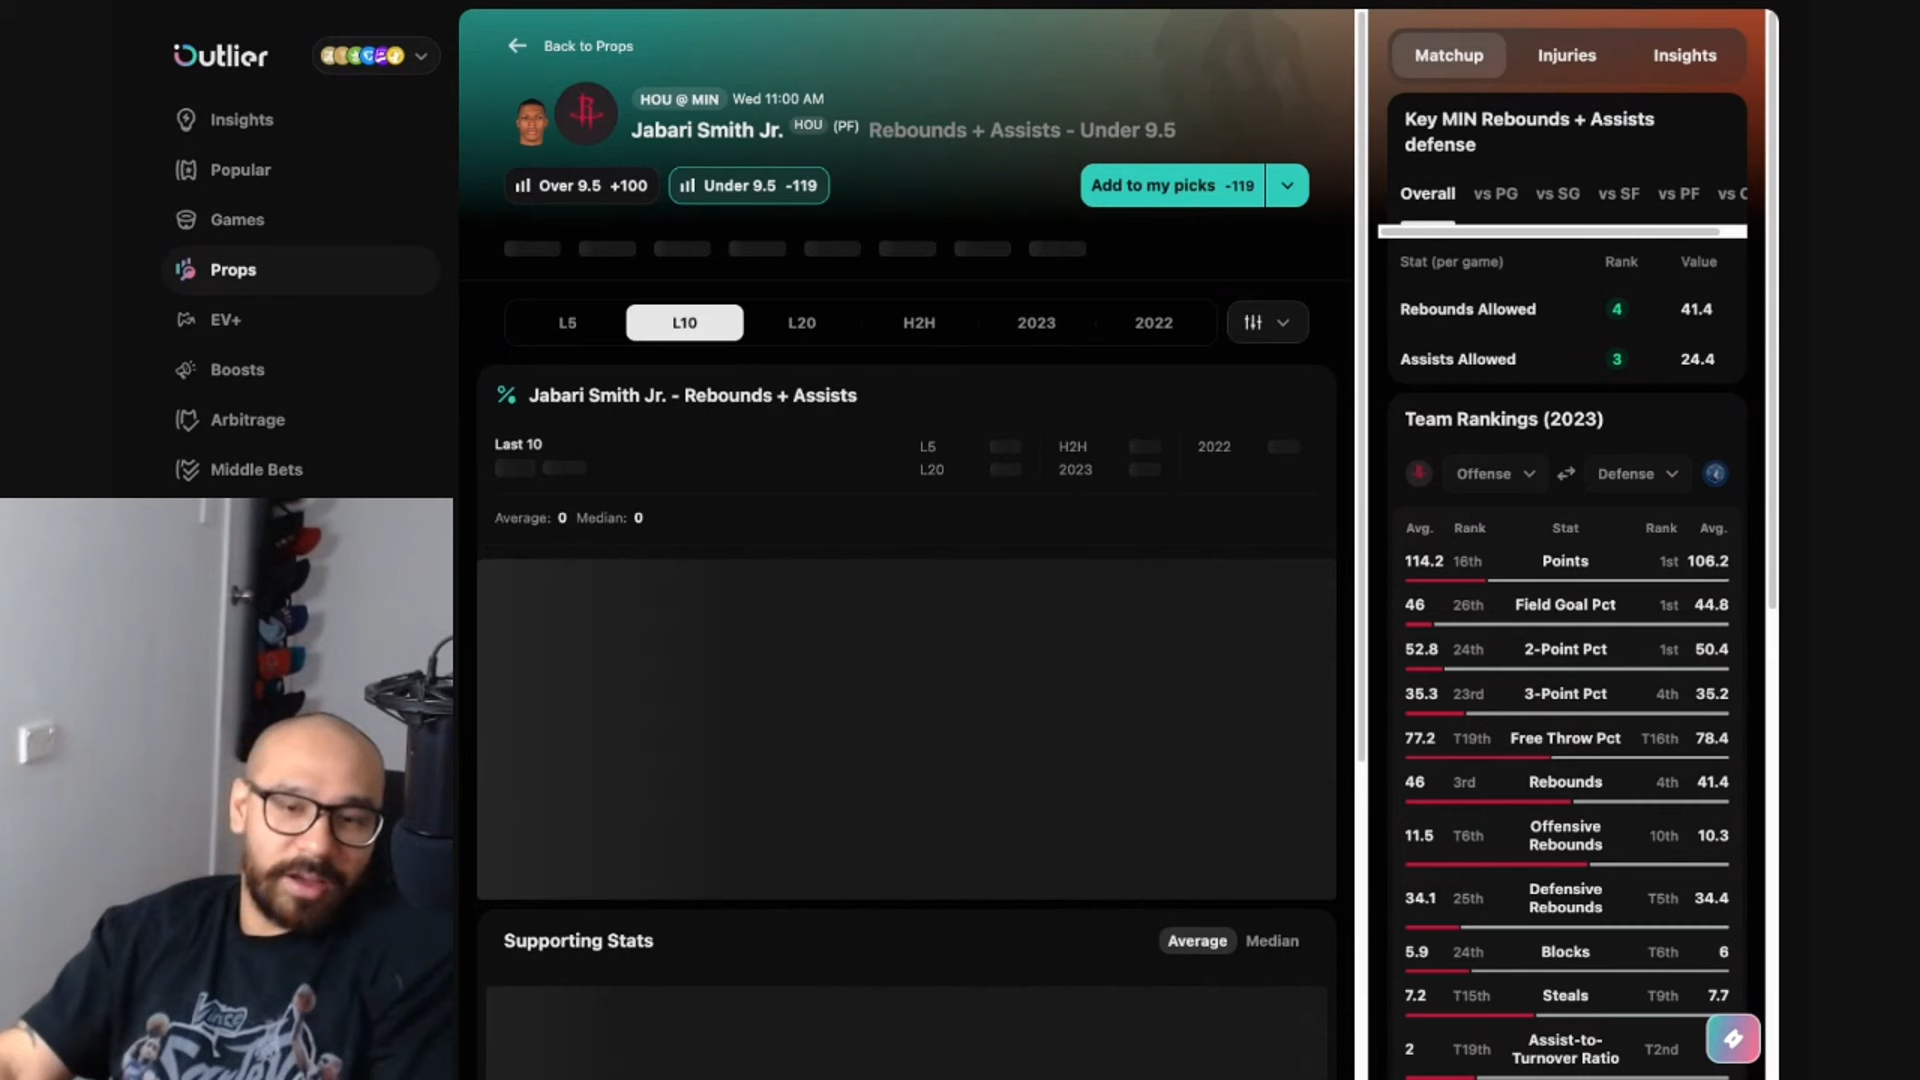 Outlier
Insights
Popular
Games
Props
EV+
Boosts
Arbitrage
Middle Bets
Back to Props
HOU @ MIN Wed 11:00 AM
Jabari Smith Jr. HOU (PF) Rebounds + Assists - Under 9.5
Over 9.5 +100
Under 9.5 -119
Add to my picks -119
L5
L10
L20
H2H
2023
2022
Jabari Smith Jr. - Rebounds + Assists
Last 10
L5
H2H
2022
L20
2023
Average: 0 Median: 0
Supporting Stats
Average
Median
Matchup
Injuries
Insights
Key MIN Rebounds + Assists
defense
Overall vs PG vs SG vs SF vs PF vs C
Stat (per game) Rank Value
Rebounds Allowed 4 41.4
Assists Allowed 3 24.4
Team Rankings (2023)
Offense
Defense
Avg. Rank Stat Rank Avg.
114.2 16th Points 1st 106.2
46 26th Field Goal Pct 1st 44.8
52.8 24th 2-Point Pct 1st 50.4
35.3 23rd 3-Point Pct 4th 35.2
77.2 T19th Free Throw Pct T16th 78.4
46 3rd Rebounds 4th 41.4
11.5 T6th Offensive Rebounds 10th 10.3
34.1 25th Defensive Rebounds T5th 34.4
5.9 24th Blocks T6th 6
7.2 T15th Steals T9th 7.7
2 T19th Assist-to-Turnover Ratio T2nd
Vince